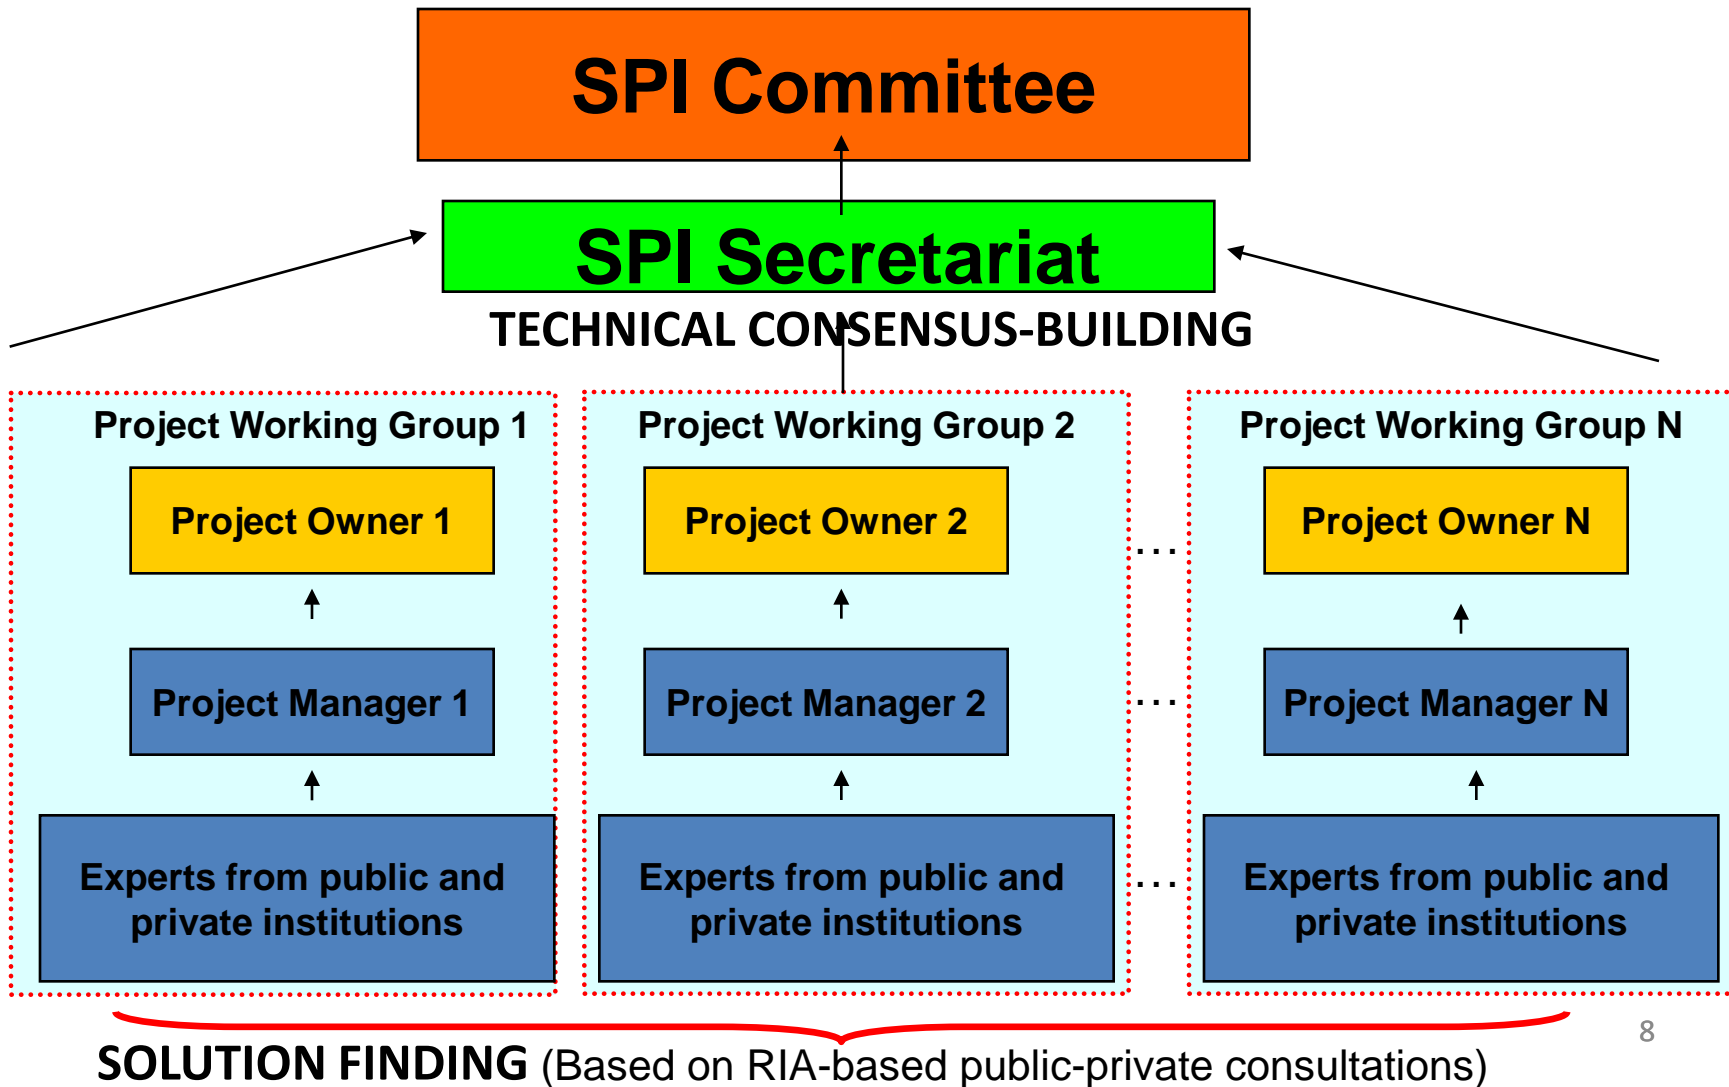 SPI Committee
SPI Secretariat
TECHNICAL CONSENSUS-BUILDING
Project Working Group 1
Project Owner 1
Project Manager 1
Experts from public and
private institutions
Project Working Group 2
Project Owner 2
Project Manager 2
Experts from public and
private institutions
...
...
...
Project Working Group N
Project Owner N
Project Manager N
Experts from public and
private institutions
8
SOLUTION FINDING (Based on RIA-based public-private consultations)